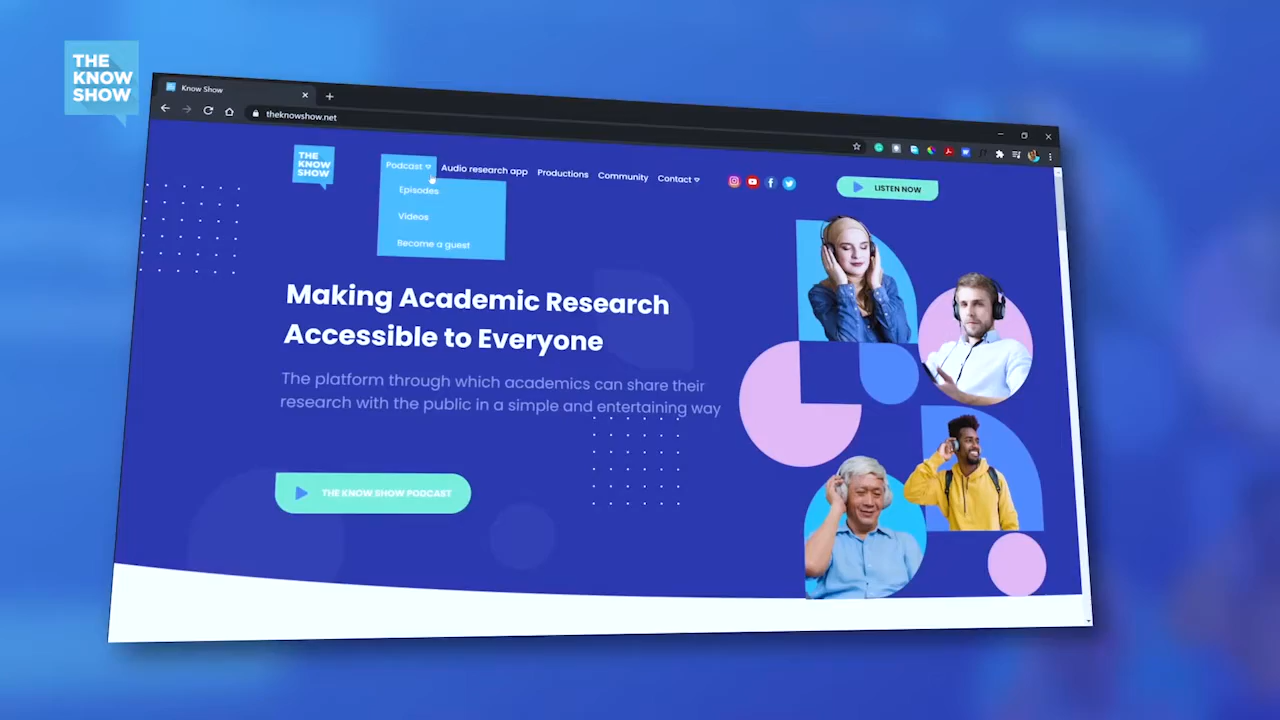 THE
KNOW
SHOW
Know Show
theknowshow.net
THE
KNOW
SHOW
Podcast
Audio research app
Productions
Community
Contact
LISTEN NOW
Episodes
Videos
Become a guest
Making Academic Research
Accessible to Everyone
The platform through which academics can share their
research with the public in a simple and entertaining way
THE KNOW SHOW PODCAST